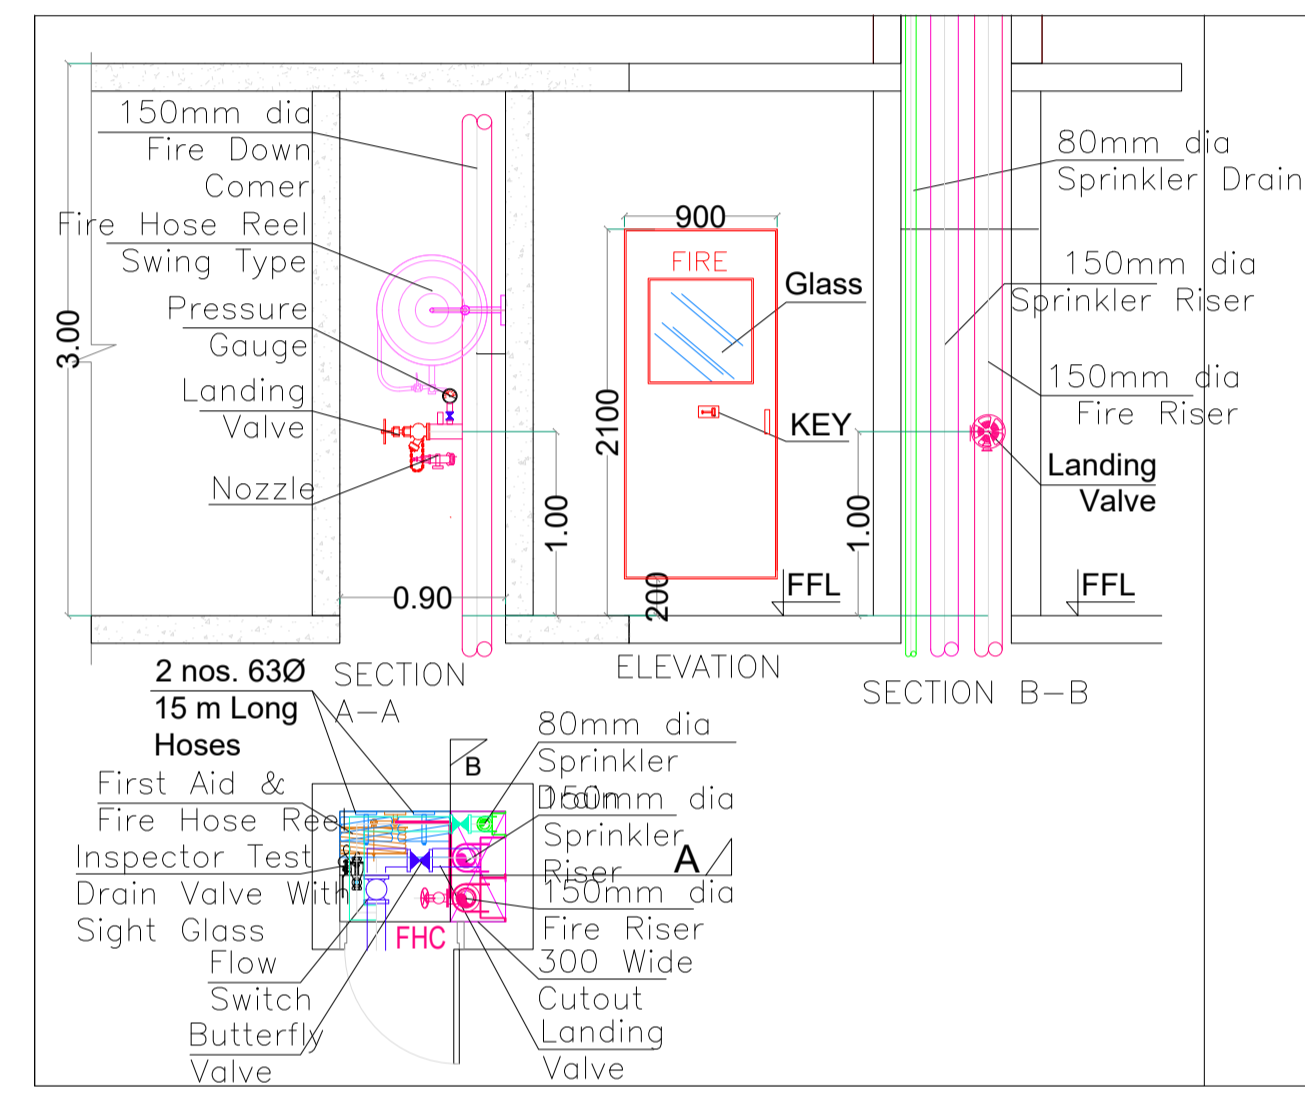 150mm dia
Fire Down
Comer
Fire Hose Reel
Swing Type
Pressure
Gauge
Landing
Valve
Nozzle
3.00
0.90
1.00
SECTION
A-A
900
FIRE
Glass
KEY
2100
200
FFL
ELEVATION
1.00
80mm dia
Sprinkler Drain
150mm dia
Sprinkler Riser
150mm dia
Fire Riser
Landing
Valve
FFL
SECTION B-B
2 nos. 63Ø
15 m Long
Hoses
First Aid &
Fire Hose Reel
Inspector Test
Drain Valve With
Sight Glass
Flow
Switch
Butterfly
Valve
FHC
B
A
80mm dia
Sprinkler
Drain
150mm dia
Sprinkler
Riser
150mm dia
Fire Riser
300 Wide
Cutout
Landing
Valve